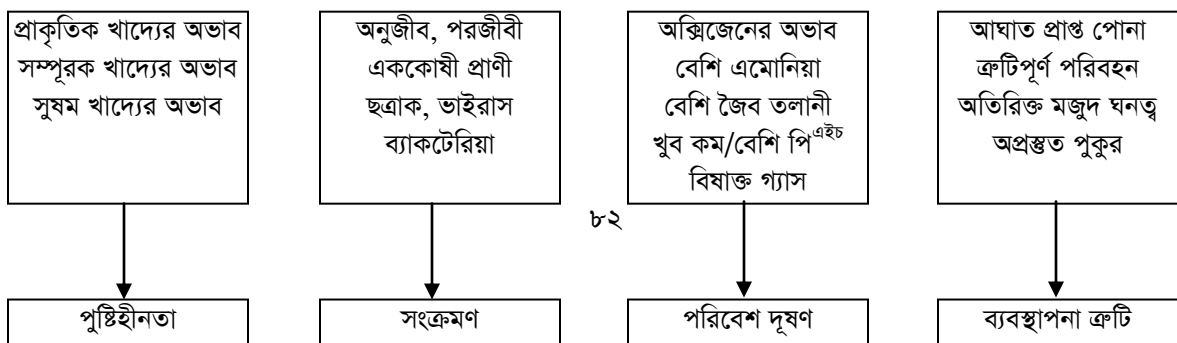 প্রাকৃতিক খাদ্যের অভাব
সম্পূরক খাদ্যের অভাব
সুষম খাদ্যের অভাব
অনুজীব, পরজীবী
এককোষী প্রাণী
ছত্রাক, ভাইরাস
ব্যাকটেরিয়া
অক্সিজেনের অভাব
বেশি এমোনিয়া
বেশি জৈব তলানী
খুব কম/বেশি পিএইচ
বিষাক্ত গ্যাস
আঘাত প্রাপ্ত পোনা
ত্রুটিপূর্ণ পরিবহন
অতিরিক্ত মজুদ ঘনত্ব
অপ্রস্তুত পুকুর
৮২
পুষ্টিহীনতা
সংক্রমণ
পরিবেশ দূষণ
ব্যবস্থাপনা ত্রুটি